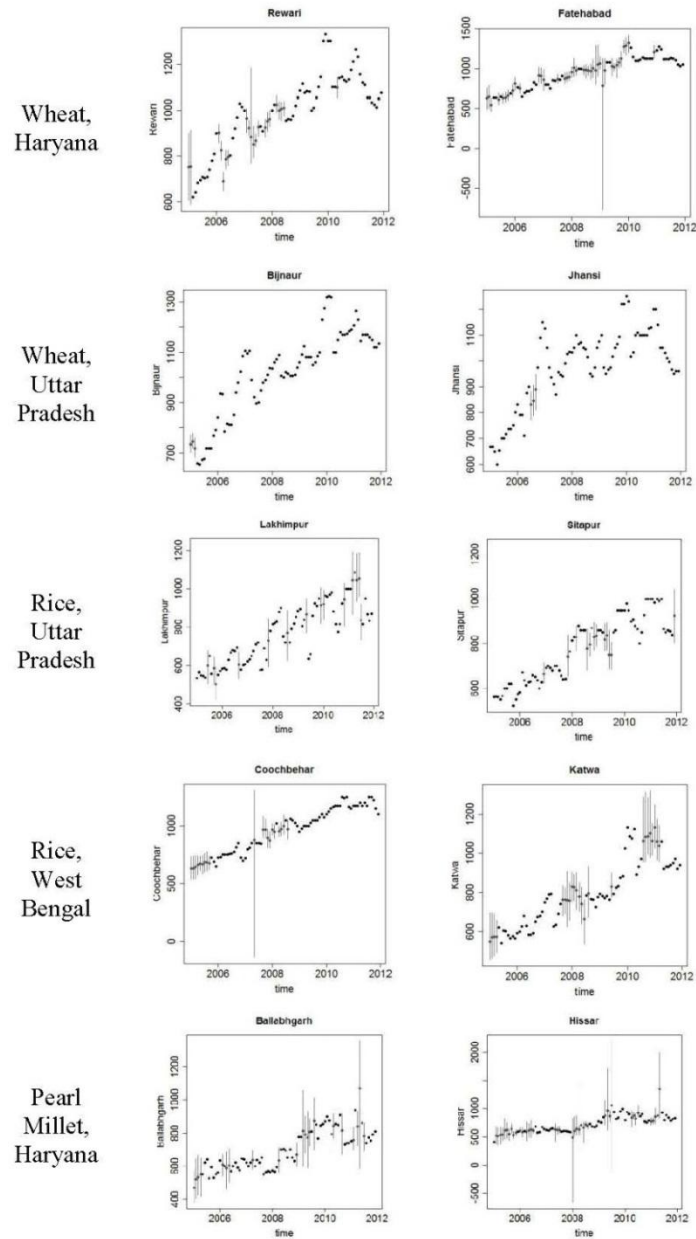 Wheat,
Haryana
Rewari
Rewari
600 800 1000 1200
2006 2008 2010 2012
time
Fatehabad
Fatehabad
-500 0 500 1000 1500
2006 2008 2010 2012
time
Wheat,
Uttar
Pradesh
Bijnaur
Bijnaur
700 900 1100 1300
2006 2008 2010 2012
time
Jhansi
Jhansi
600 700 800 900 1100
2006 2008 2010 2012
time
Rice,
Uttar
Pradesh
Lakhimpur
Lakhimpur
400 600 800 1000 1200
2006 2008 2010 2012
time
Sitapur
Sitapur
600 800 1000 1200
2006 2008 2010 2012
time
Rice,
West
Bengal
Coochbehar
Coochbehar
0 500 1000
2006 2008 2010 2012
time
Katwa
Katwa
600 800 1000 1200
2006 2008 2010 2012
time
Pearl
Millet,
Haryana
Ballabhgarh
Ballabhgarh
400 600 800 1000 1200
2006 2008 2010 2012
time
Hissar
Hissar
-500 0 500 1000 2000
2006 2008 2010 2012
time